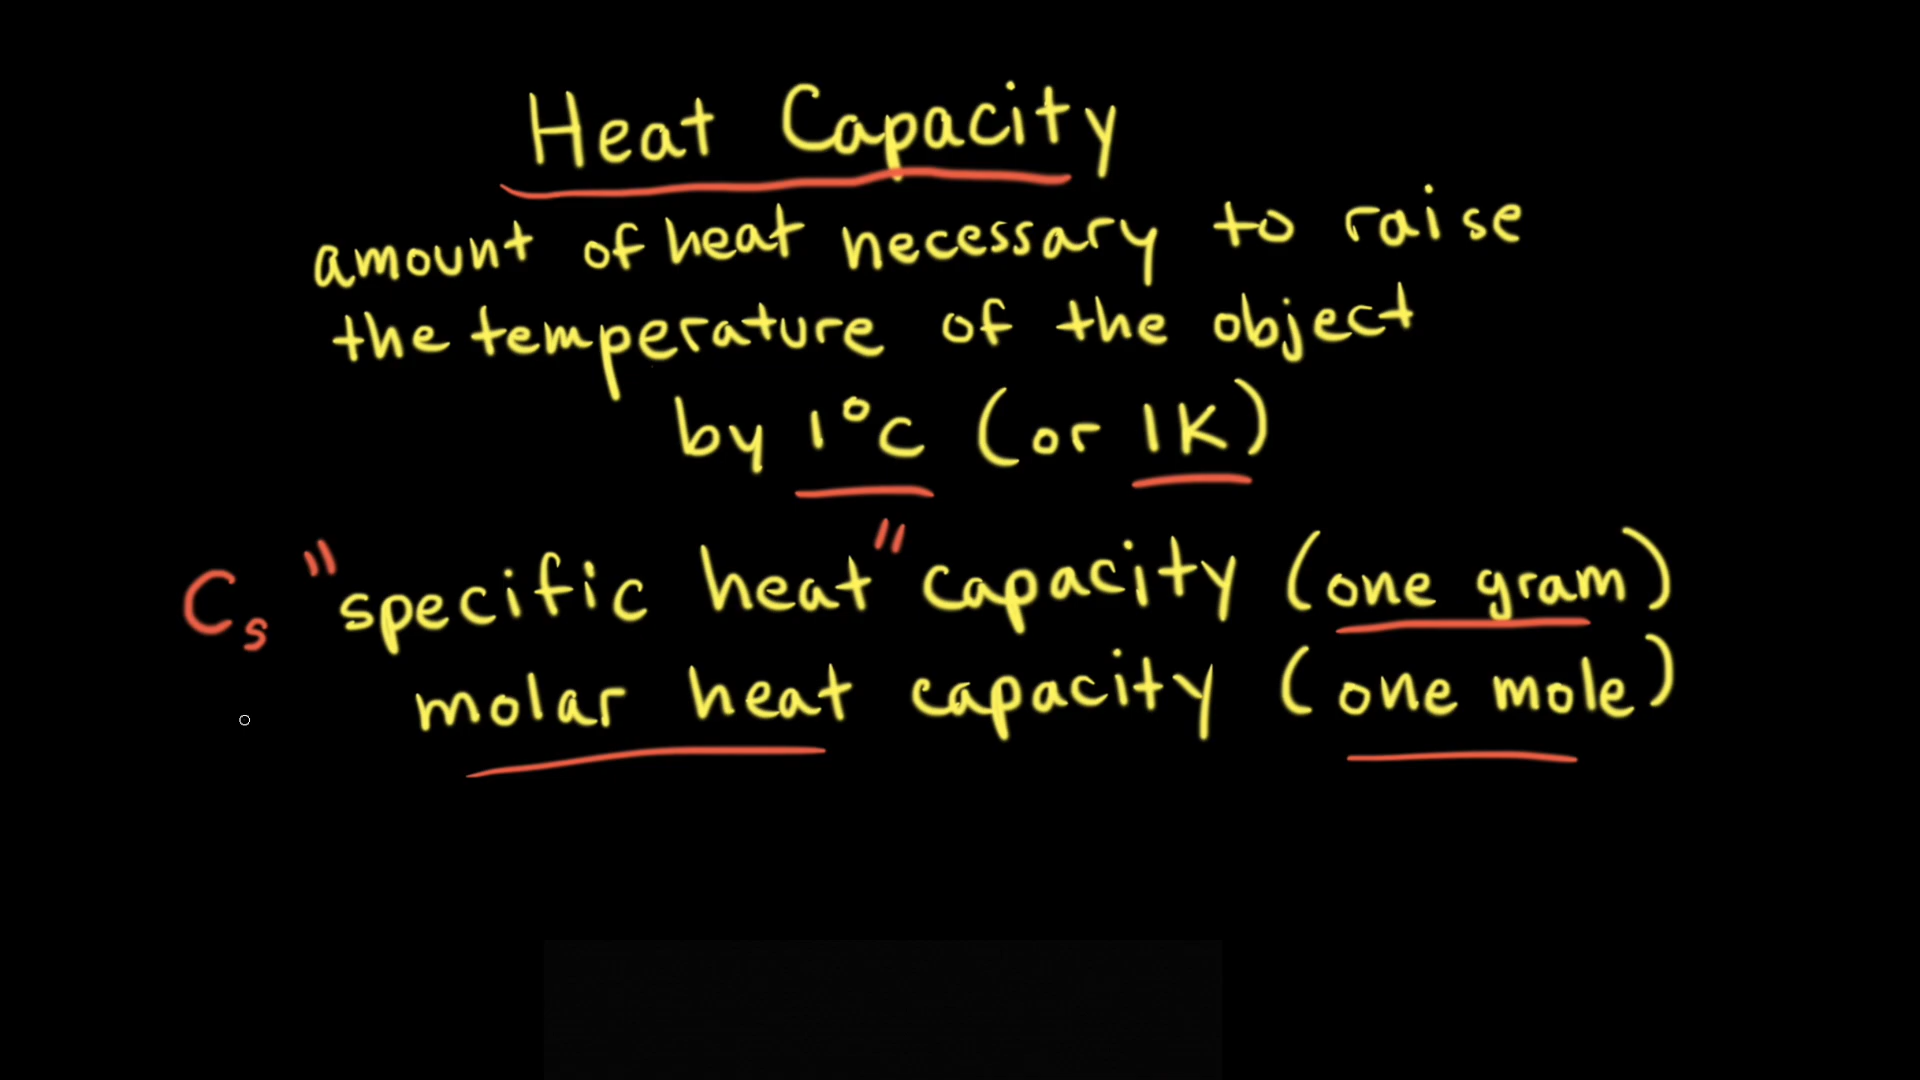 Heat Capacity
amount of heat necessary to raise
the temperature of the object
by 1°C (or 1K)
Cs "specific heat" capacity (one gram)
molar heat capacity (one mole)